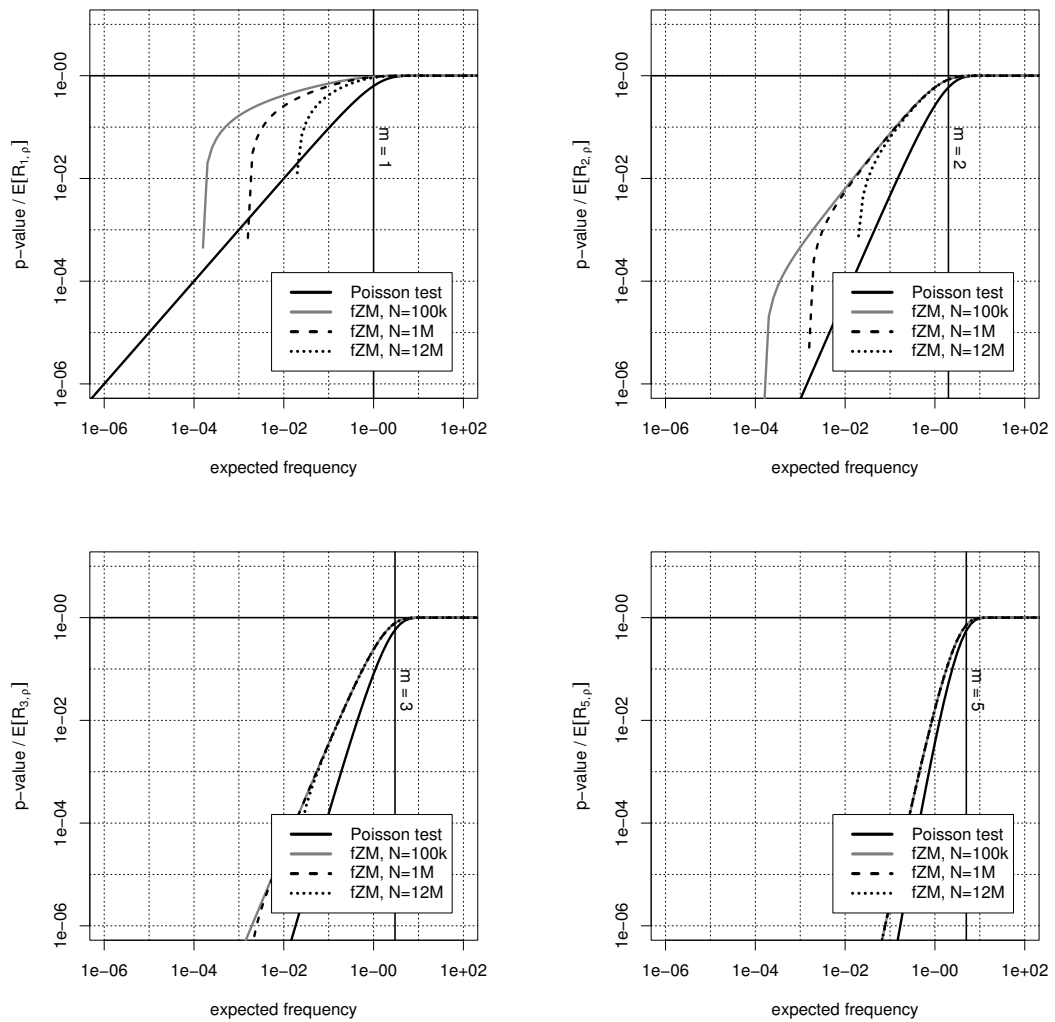 p−value / E[R1,ρ]
1e−00
1e−02
1e−04
1e−06
m = 1
Poisson test
fZM, N=100k
fZM, N=1M
fZM, N=12M
1e−06 1e−04 1e−02 1e−00 1e+02
expected frequency
p−value / E[R2,ρ]
1e−00
1e−02
1e−04
1e−06
m = 2
Poisson test
fZM, N=100k
fZM, N=1M
fZM, N=12M
1e−06 1e−04 1e−02 1e−00 1e+02
expected frequency
p−value / E[R3,ρ]
1e−00
1e−02
1e−04
1e−06
m = 3
Poisson test
fZM, N=100k
fZM, N=1M
fZM, N=12M
1e−06 1e−04 1e−02 1e−00 1e+02
expected frequency
p−value / E[R5,ρ]
1e−00
1e−02
1e−04
1e−06
m = 5
Poisson test
fZM, N=100k
fZM, N=1M
fZM, N=12M
1e−06 1e−04 1e−02 1e−00 1e+02
expected frequency